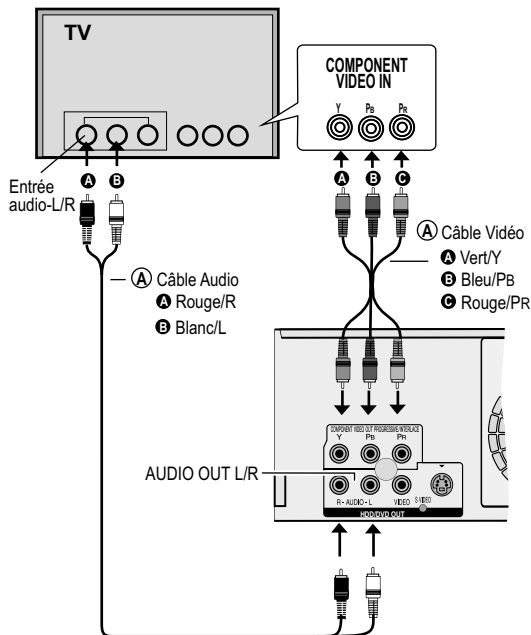 TV
COMPONENT
VIDEO IN
Y PB PR
A B
A B C
Entrée
audio-L/R
A Câble Vidéo
A Vert/Y
B Bleu/PB
C Rouge/PR
A Câble Audio
A Rouge/R
B Blanc/L
COMPONENT VIDEO OUT PROGRESSIVE/INTERLACE
Y PB PR
AUDIO OUT L/R
R - AUDIO - L VIDEO S VIDEO
HDD/DVD OUT